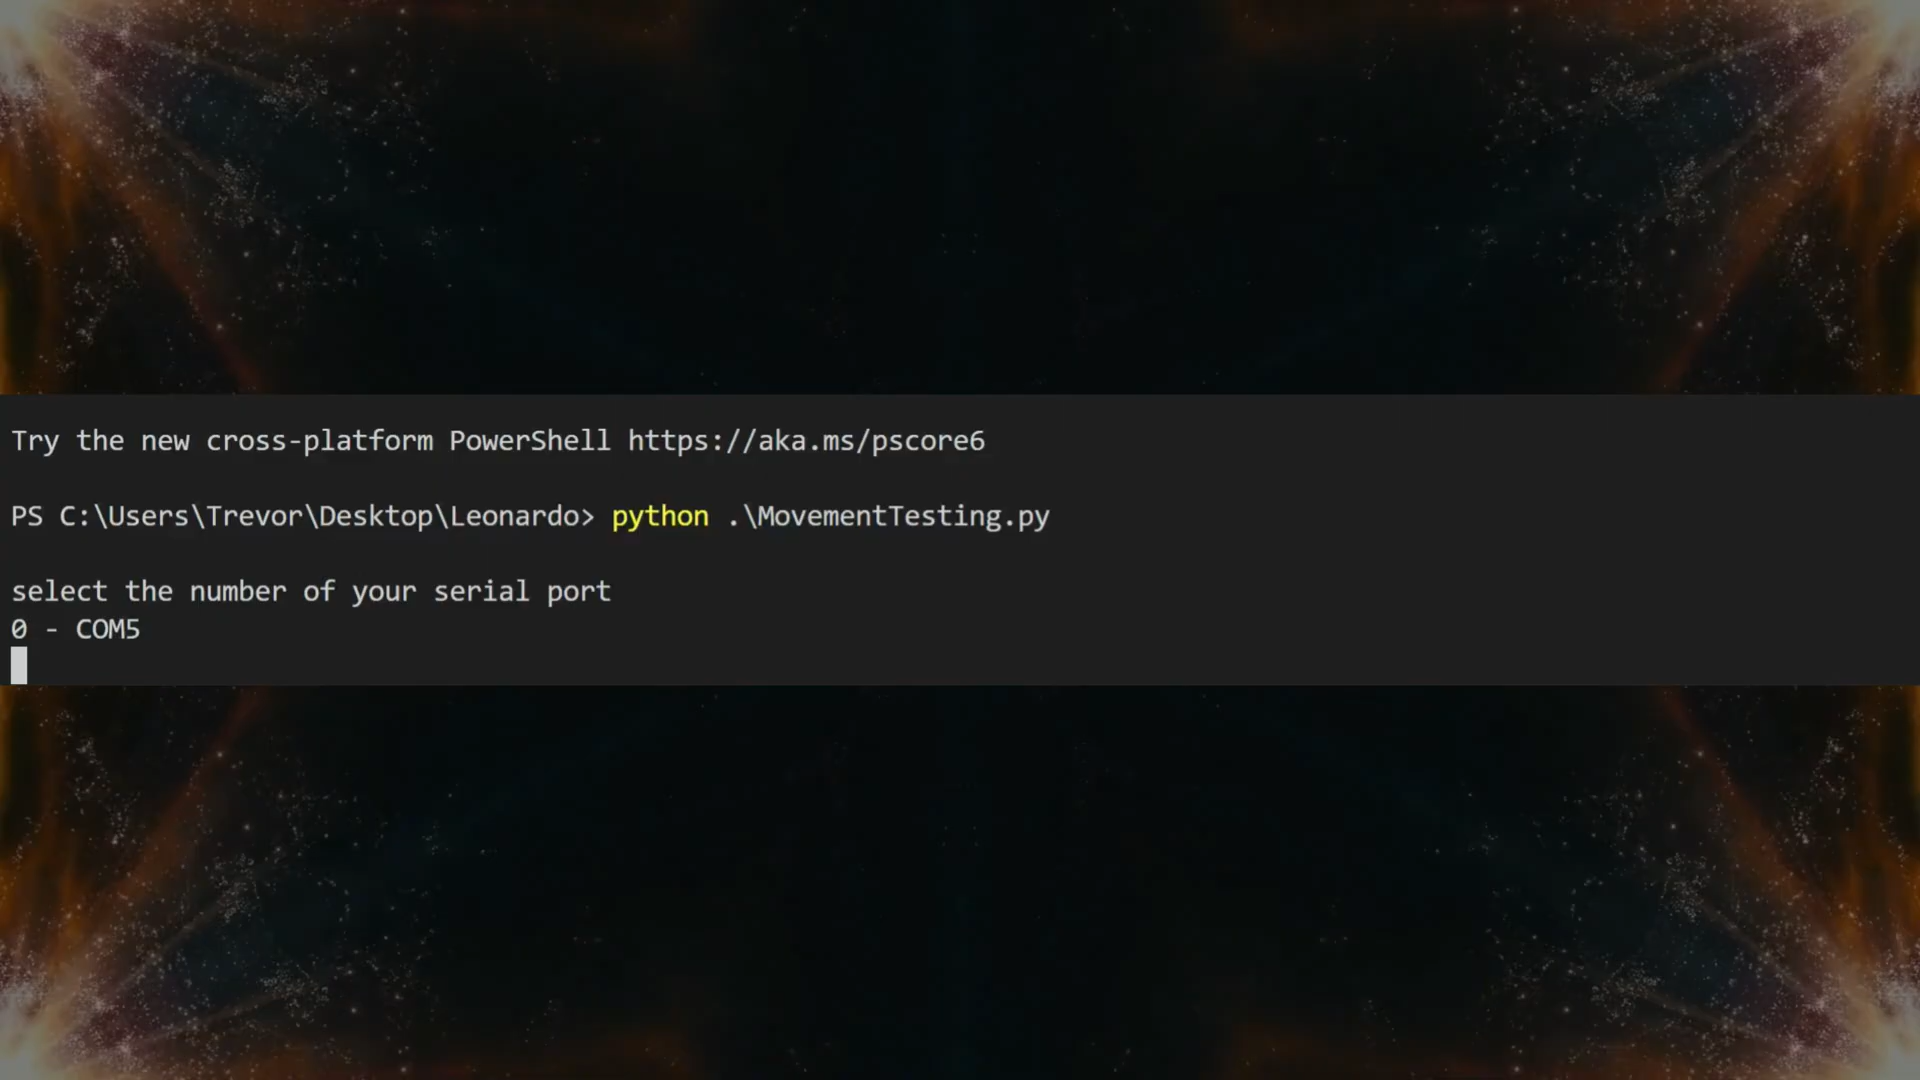 Try the new cross-platform PowerShell https://aka.ms/pscore6
PS C:\Users\Trevor\Desktop\Leonardo> python .\MovementTesting.py
select the number of your serial port
0 - COM5